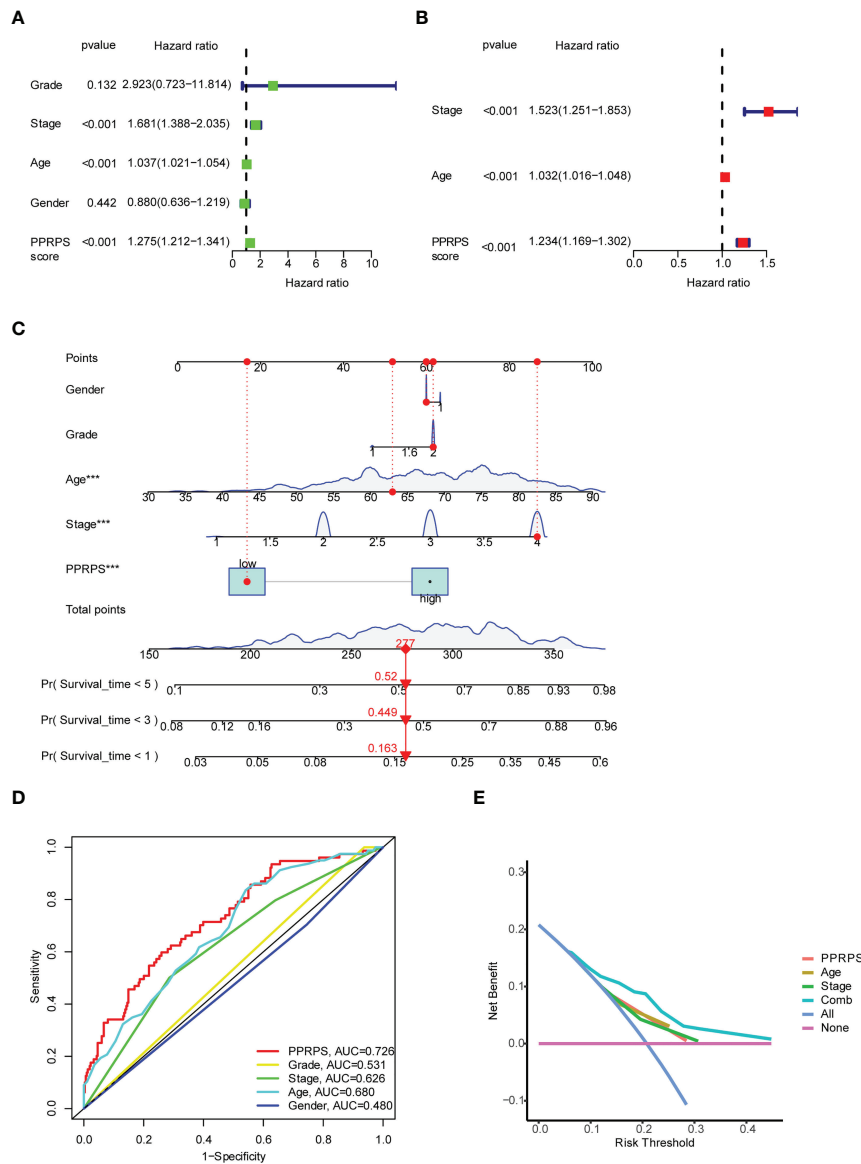 A
pvalue Hazard ratio
Grade 0.132 2.923(0.723−11.814)
Stage <0.001 1.681(1.388−2.035)
Age <0.001 1.037(1.021−1.054)
Gender 0.442 0.880(0.636−1.219)
PPRPS score <0.001 1.275(1.212−1.341)
0 2 4 6 8 10
Hazard ratio
B
pvalue Hazard ratio
Stage <0.001 1.523(1.251−1.853)
Age <0.001 1.032(1.016−1.048)
PPRPS score <0.001 1.234(1.169−1.302)
0.0 0.5 1.0 1.5
Hazard ratio
C
Points
0 20 40 60 80 100
Gender
1
Grade
1 1.6 2
Age***
30 35 40 45 50 55 60 65 70 75 80 85 90
Stage***
1 1.5 2 2.5 3 3.5 4
PPRPS***
low
high
Total points
277
150 200 250 300 350
0.52
Pr( Survival_time < 5 )
0.1 0.3 0.5 0.7 0.85 0.93 0.98
0.449
Pr( Survival_time < 3 )
0.08 0.12 0.16 0.3 0.5 0.7 0.88 0.96
0.163
Pr( Survival_time < 1 )
0.03 0.05 0.08 0.15 0.25 0.35 0.45 0.6
D
Sensitivity
1.0
0.8
0.6
0.4
0.2
0.0
PPRPS, AUC=0.726
Grade, AUC=0.531
Stage, AUC=0.626
Age, AUC=0.680
Gender, AUC=0.480
0.0 0.2 0.4 0.6 0.8 1.0
1-Specificity
E
Net Benefit
0.3
0.2
0.1
0.0
−0.1
0.0 0.1 0.2 0.3 0.4
Risk Threshold
PPRPS
Age
Stage
Comb
All
None